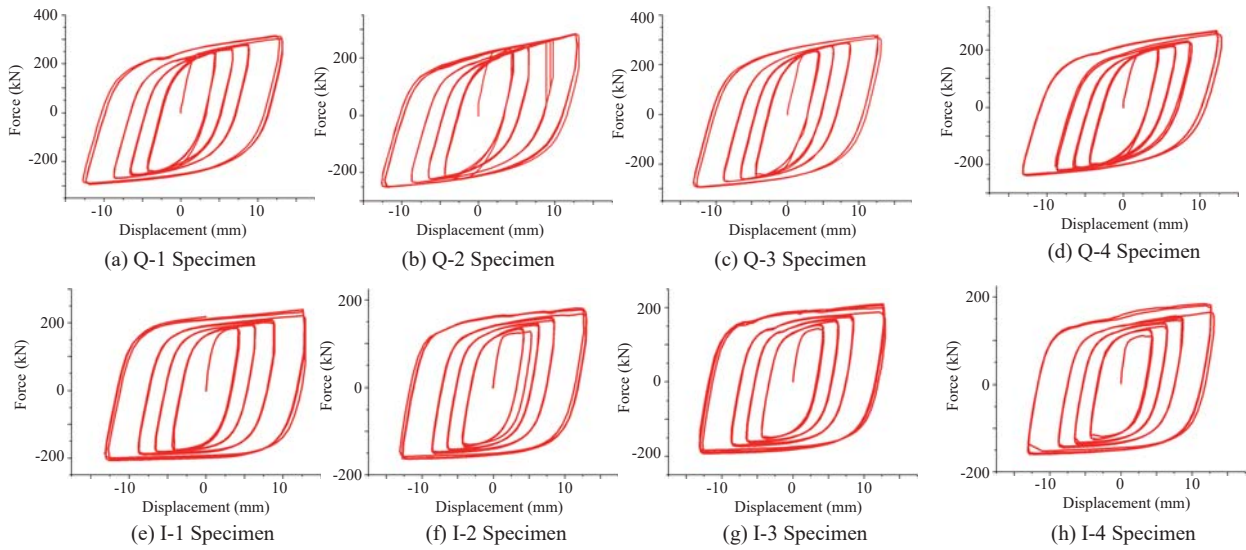 400
200
0
-200
Force (kN)
-10
0
10
Displacement (mm)
(a) Q-1 Specimen
200
0
-200
Force (kN)
-10
0
10
Displacement (mm)
(b) Q-2 Specimen
400
200
0
-200
Force (kN)
-10
0
10
Displacement (mm)
(c) Q-3 Specimen
400
200
0
-200
Force (kN)
-10
0
10
Displacement (mm)
(d) Q-4 Specimen
200
0
-200
Force (kN)
-10
0
10
Displacement (mm)
(e) I-1 Specimen
200
0
-200
Force (kN)
-10
0
10
Displacement (mm)
(f) I-2 Specimen
200
0
-200
Force (kN)
-10
0
10
Displacement (mm)
(g) I-3 Specimen
200
0
-200
Force (kN)
-10
0
10
Displacement (mm)
(h) I-4 Specimen